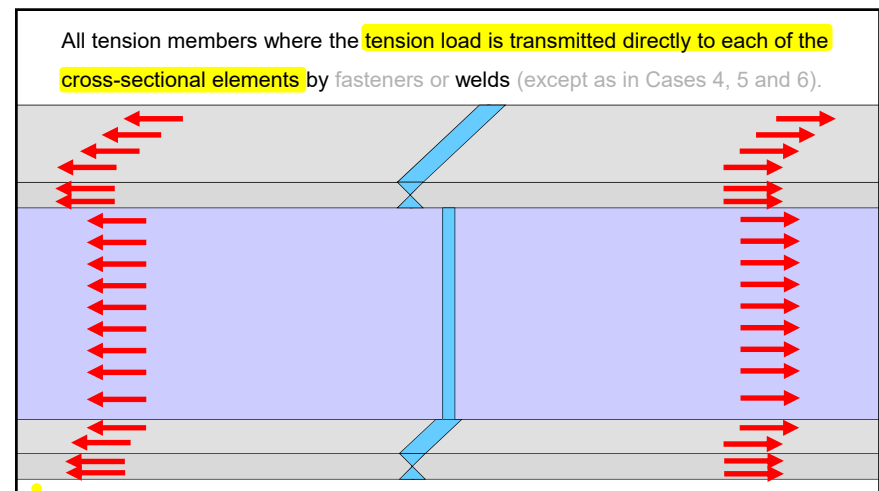 All tension members where the tension load is transmitted directly to each of the
cross-sectional elements by fasteners or welds (except as in Cases 4, 5 and 6).